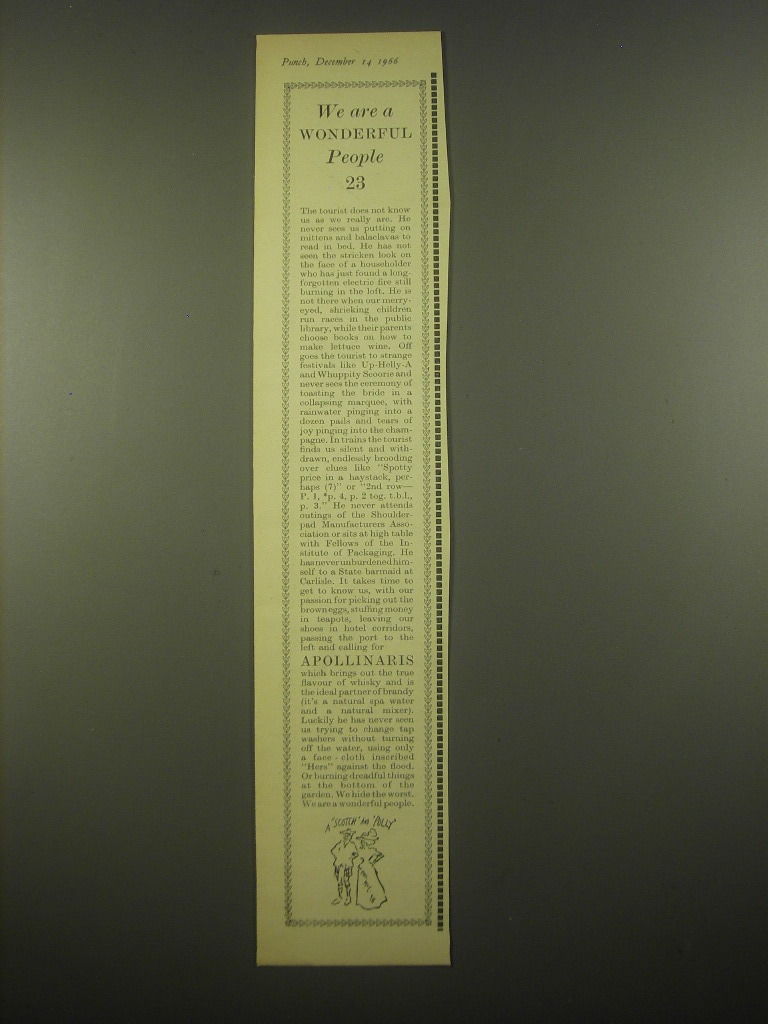 Punch, December 14 1966
We are a
WONDERFUL
People
23
The tourist does not know
us as we really are. He
never sees us putting on
mittens and balaclavas to
read in bed. He has not
seen the stricken look on
the face of a householder
who has just found a long-
forgotten electric fire still
burning in the loft. He is
not there when our merry-
eyed, shrieking children
run races in the public
library, while their parents
choose books on how to
make lettuce wine. Off
goes the tourist to strange
festivals like Up-Helly-A
and Whuppity Scoorie and
never sees the ceremony of
toasting the bride in a
collapsing marquee, with
rainwater pinging into a
dozen pails and tears of
joy pinging into the cham-
pagne. In trains the tourist
finds us silent and with-
drawn, endlessly brooding
over clues like "Spotty
price in a haystack, per-
haps (7)" or "2nd row—
P. 1, *p. 4, p. 2 tog. t.b.l.,
p. 3." He never attends
outings of the Shoulder-
pad Manufacturers Asso-
ciation or sits at high table
with Fellows of the In-
stitute of Packaging. He
has never unburdened him-
self to a State barmaid at
Carlisle. It takes time to
get to know us, with our
passion for picking out the
brown eggs, stuffing money
in teapots, leaving our
shoes in hotel corridors,
passing the port to the
left and calling for
APOLLINARIS
which brings out the true
flavour of whisky and is
the ideal partner of brandy
(it's a natural spa water
and a natural mixer).
Luckily he has never seen
us trying to change tap
washers without turning
off the water, using only
a face-cloth inscribed
"Hers" against the flood.
Or burning dreadful things
at the bottom of the
garden. We hide the worst.
We are a wonderful people.
A 'SCOTCH' AN' 'POLLY'